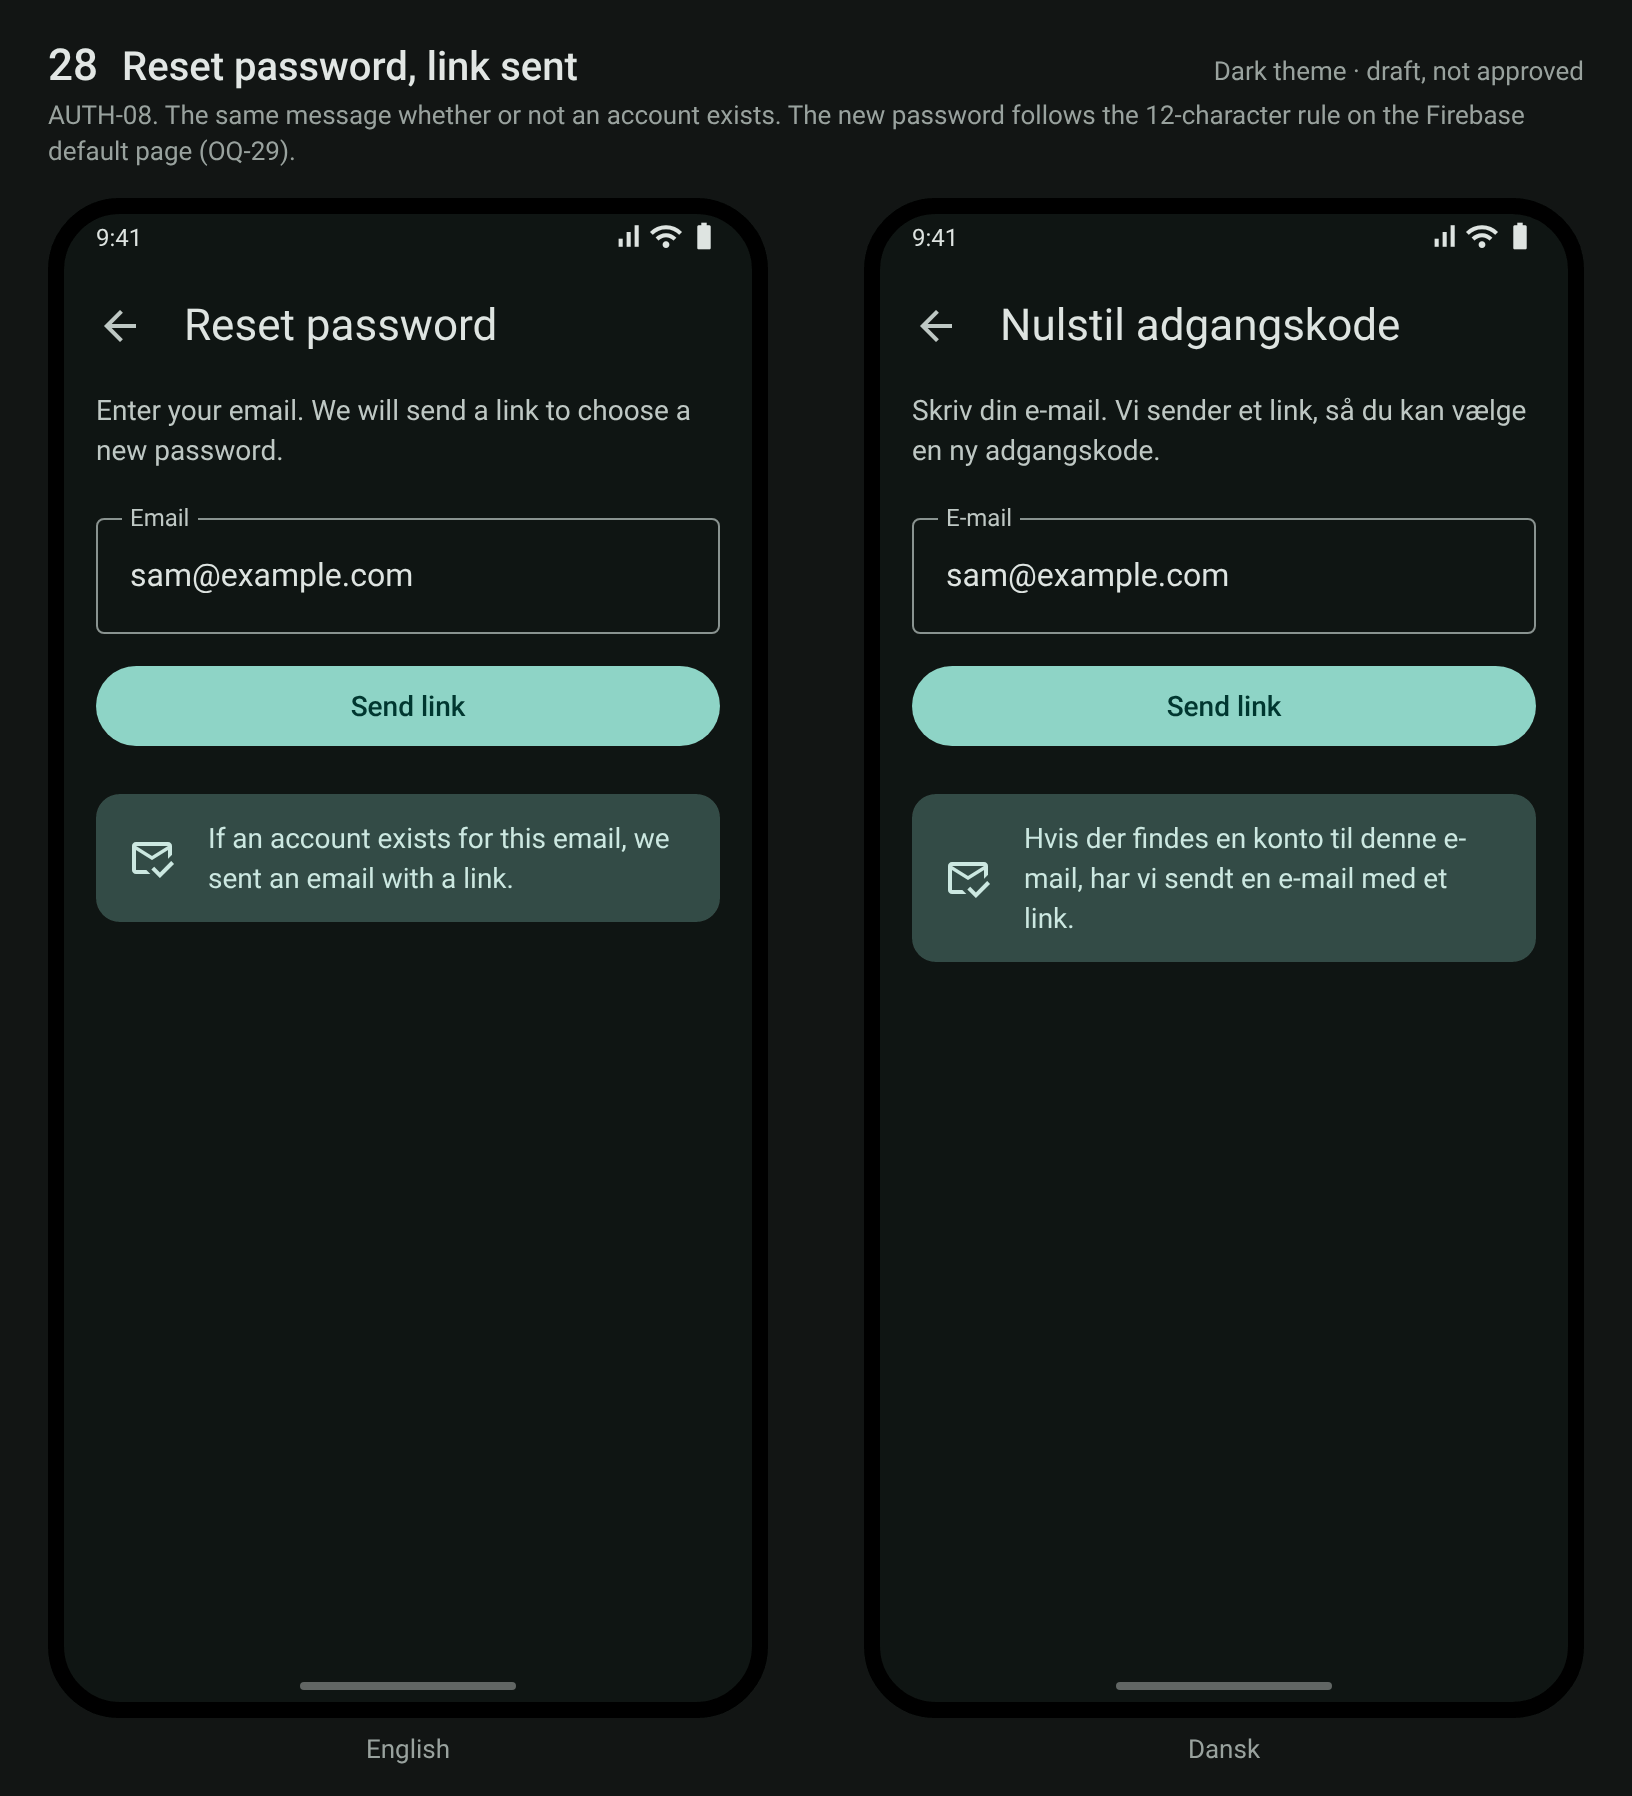 28 Reset password, link sent
Dark theme · draft, not approved
AUTH-08. The same message whether or not an account exists. The new password follows the 12-character rule on the Firebase
default page (OQ-29).
9:41
Reset password
Enter your email. We will send a link to choose a
new password.
Email
sam@example.com
Send link
If an account exists for this email, we
sent an email with a link.
English
9:41
Nulstil adgangskode
Skriv din e-mail. Vi sender et link, så du kan vælge
en ny adgangskode.
E-mail
sam@example.com
Send link
Hvis der findes en konto til denne e-
mail, har vi sendt en e-mail med et
link.
Dansk